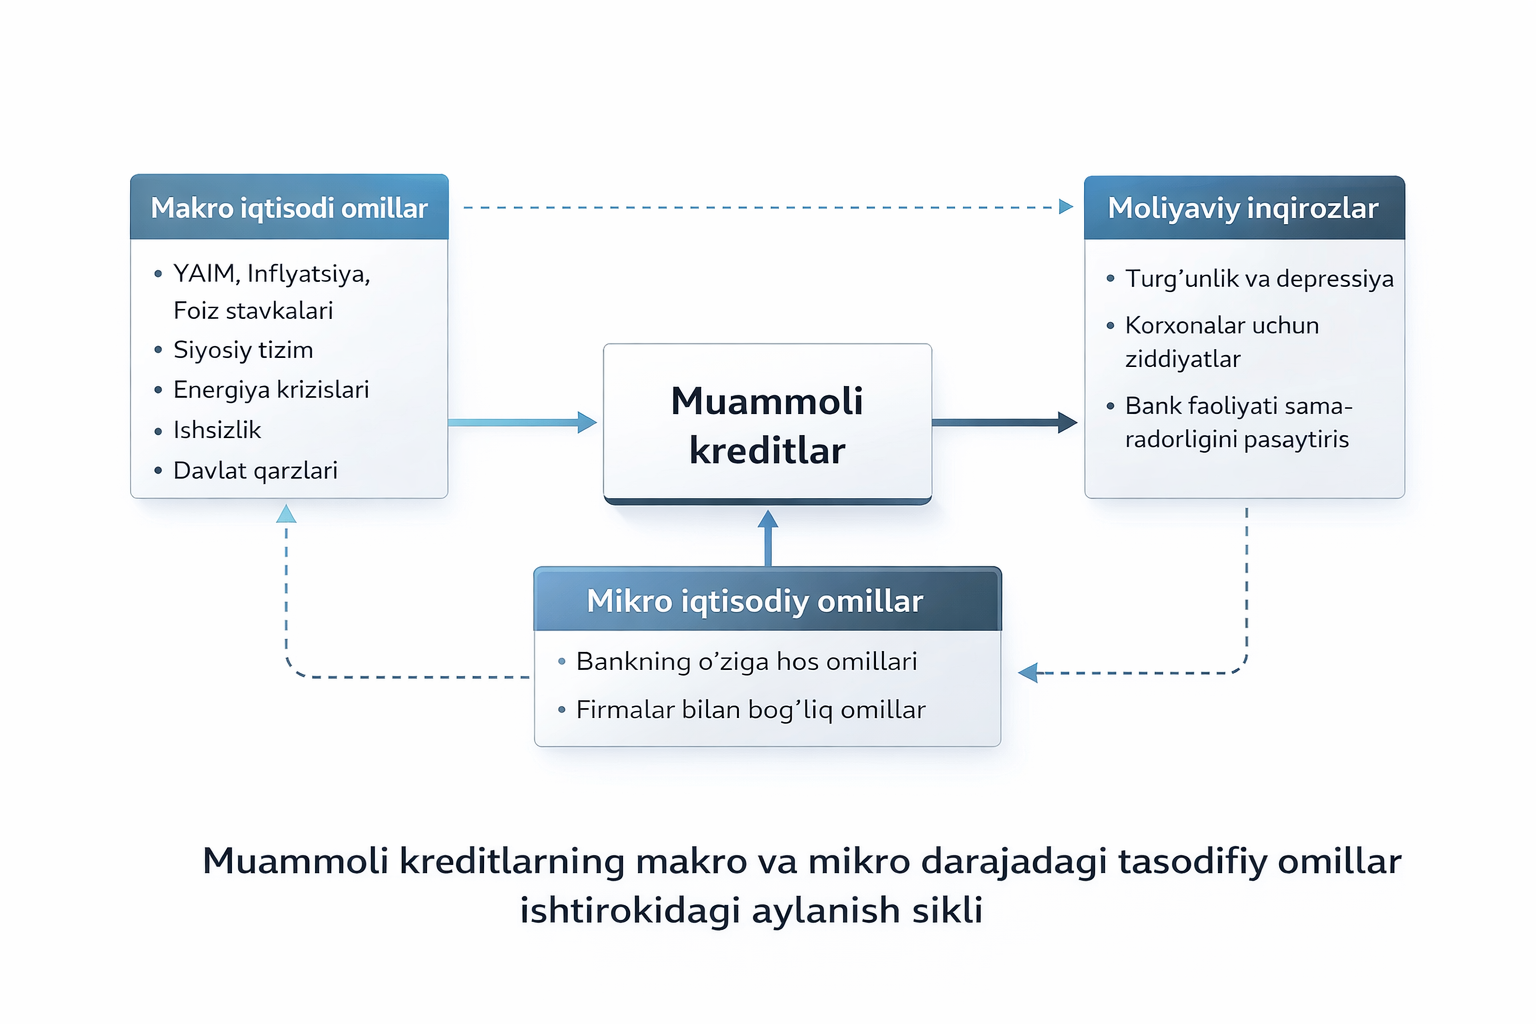 Makro iqtisodi omillar
• YAIM, Inflyatsiya,
Foiz stavkalari
• Siyosiy tizim
• Energiya krizislari
• Ishsizlik
• Davlat qarzlari
Muammoli
kreditlar
Moliyaviy inqirozlar
• Turg’unlik va depressiya
• Korxonalar uchun
ziddiyatlar
• Bank faoliyati sama-
radorligini pasaytiris
Mikro iqtisodiy omillar
• Bankning o’ziga hos omillari
• Firmalar bilan bog’liq omillar
Muammoli kreditlarning makro va mikro darajadagi tasodifiy omillar
ishtirokidagi aylanish sikli